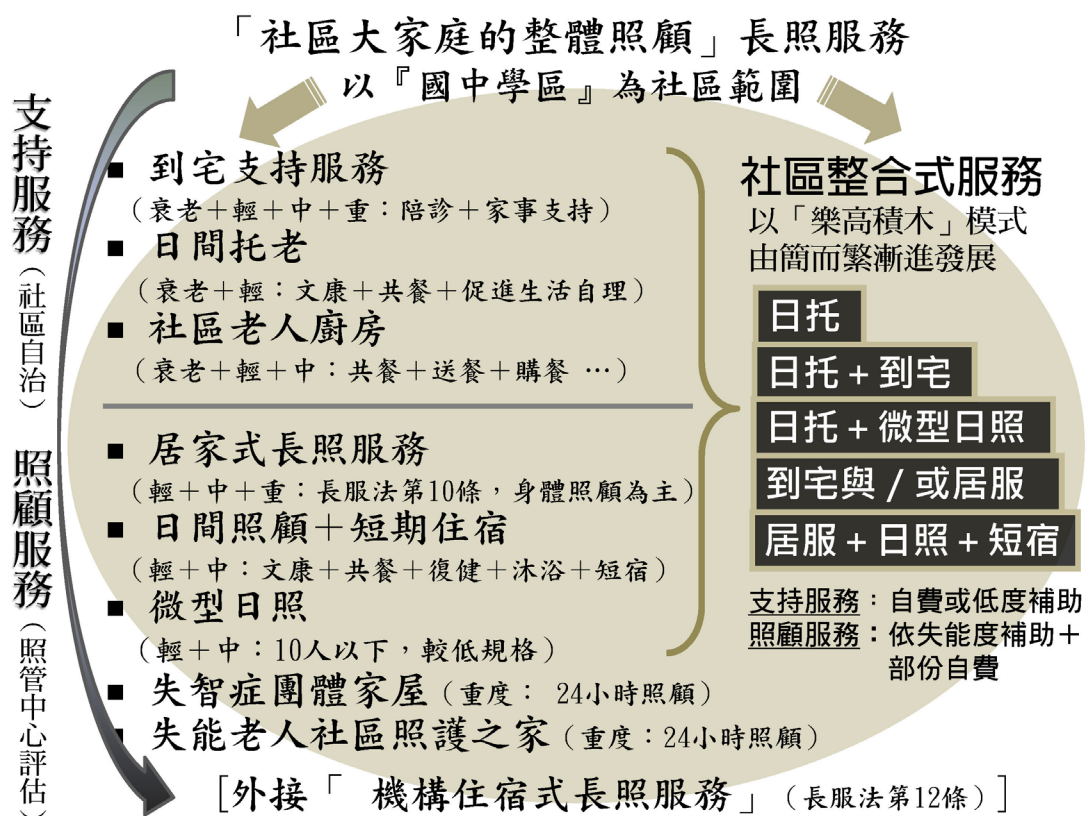 「社區大家庭的整體照顧」長照服務
以『國中學區』為社區範圍
支持服務（社區自治）
照顧服務（照管中心評估）
■ 到宅支持服務
（衰老＋輕＋中＋重：陪診＋家事支持）
■ 日間托老
（衰老＋輕：文康＋共餐＋促進生活自理）
■ 社區老人廚房
（衰老＋輕＋中：共餐＋送餐＋購餐 …）
■ 居家式長照服務
（輕＋中＋重：長服法第10條，身體照顧為主）
■ 日間照顧＋短期住宿
（輕＋中：文康＋共餐＋復健＋沐浴＋短宿）
■ 微型日照
（輕＋中：10人以下，較低規格）
■ 失智症團體家屋（重度： 24小時照顧）
■ 失能老人社區照護之家（重度：24小時照顧）
[外接「 機構住宿式長照服務」（長服法第12條）]
社區整合式服務
以「樂高積木」模式
由簡而繁漸進發展
日托
日托 + 到宅
日托 + 微型日照
到宅與 / 或居服
居服 + 日照 + 短宿
支持服務：自費或低度補助
照顧服務：依失能度補助＋
部份自費